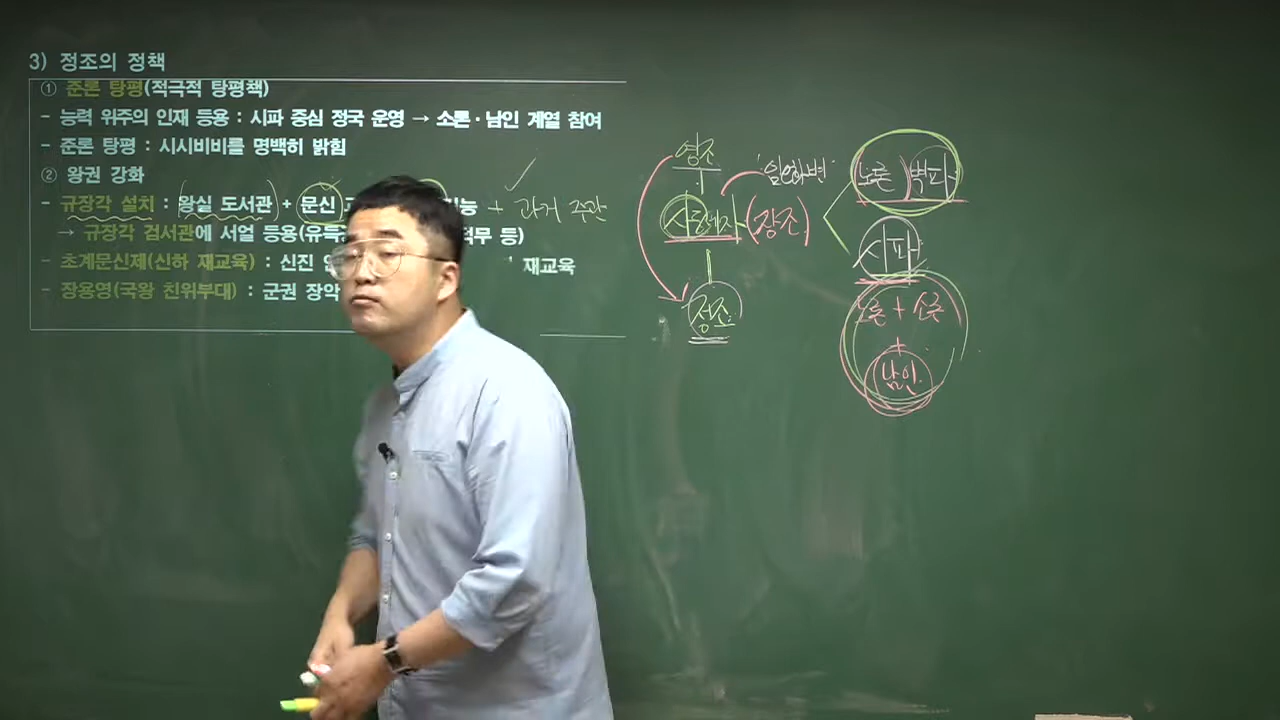 3) 정조의 정책
① 준론 탕평(적극적 탕평책)
- 능력 위주의 인재 등용 : 시파 중심 정국 운영 → 소론·남인 계열 참여
- 준론 탕평 : 시시비비를 명백히 밝힘
② 왕권 강화
- 규장각 설치 : 왕실 도서관 + 문신 능 + 과거 주관
→ 규장각 검서관에 서얼 등용(유득 덕무 등)
- 초계문신제(신하 재교육) : 신진 재교육
- 장용영(국왕 친위부대) : 군권 장악
영조
사도세자 (장조)
정조
'임오화변'
노론 벽파
시파
노론 + 소론
+
남인